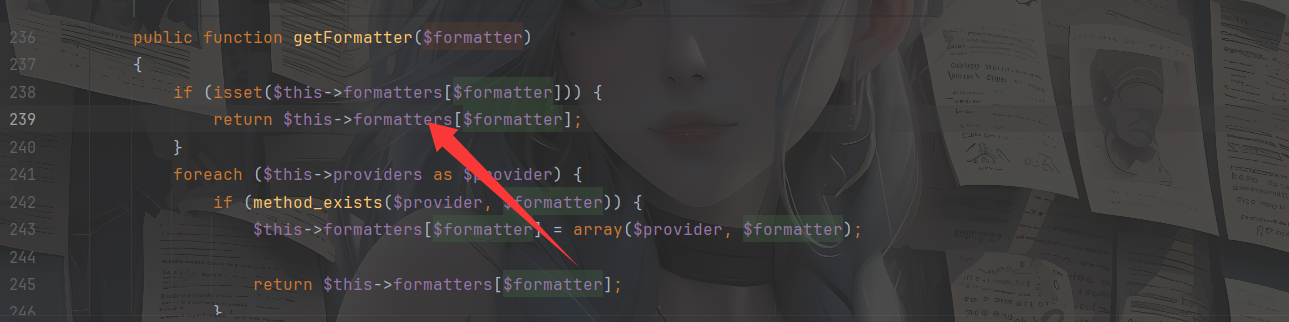 236 public function getFormatter($formatter)
237 {
238 if (isset($this->formatters[$formatter])) {
239 return $this->formatters[$formatter];
240 }
241 foreach ($this->providers as $provider) {
242 if (method_exists($provider, $formatter)) {
243 $this->formatters[$formatter] = array($provider, $formatter);
244
245 return $this->formatters[$formatter];
246 }